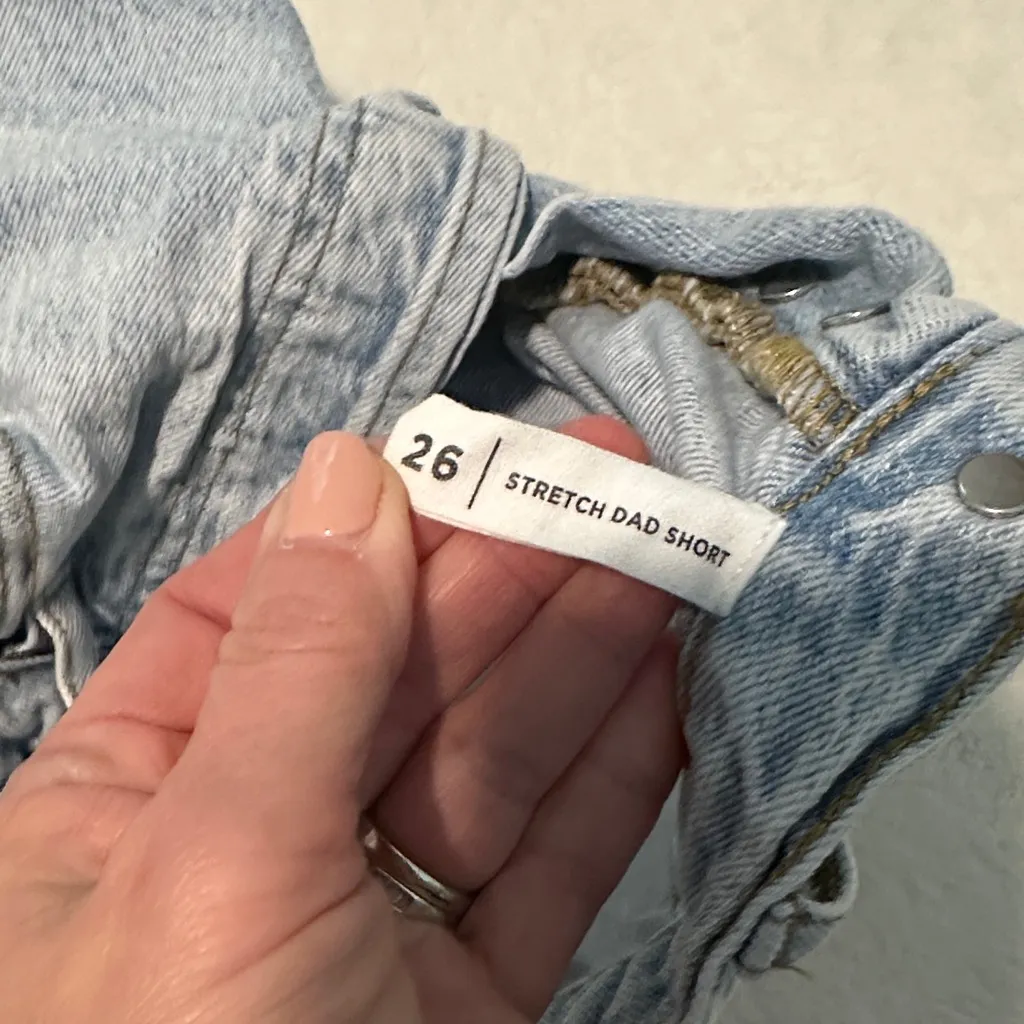 26 | STRETCH DAD SHORT